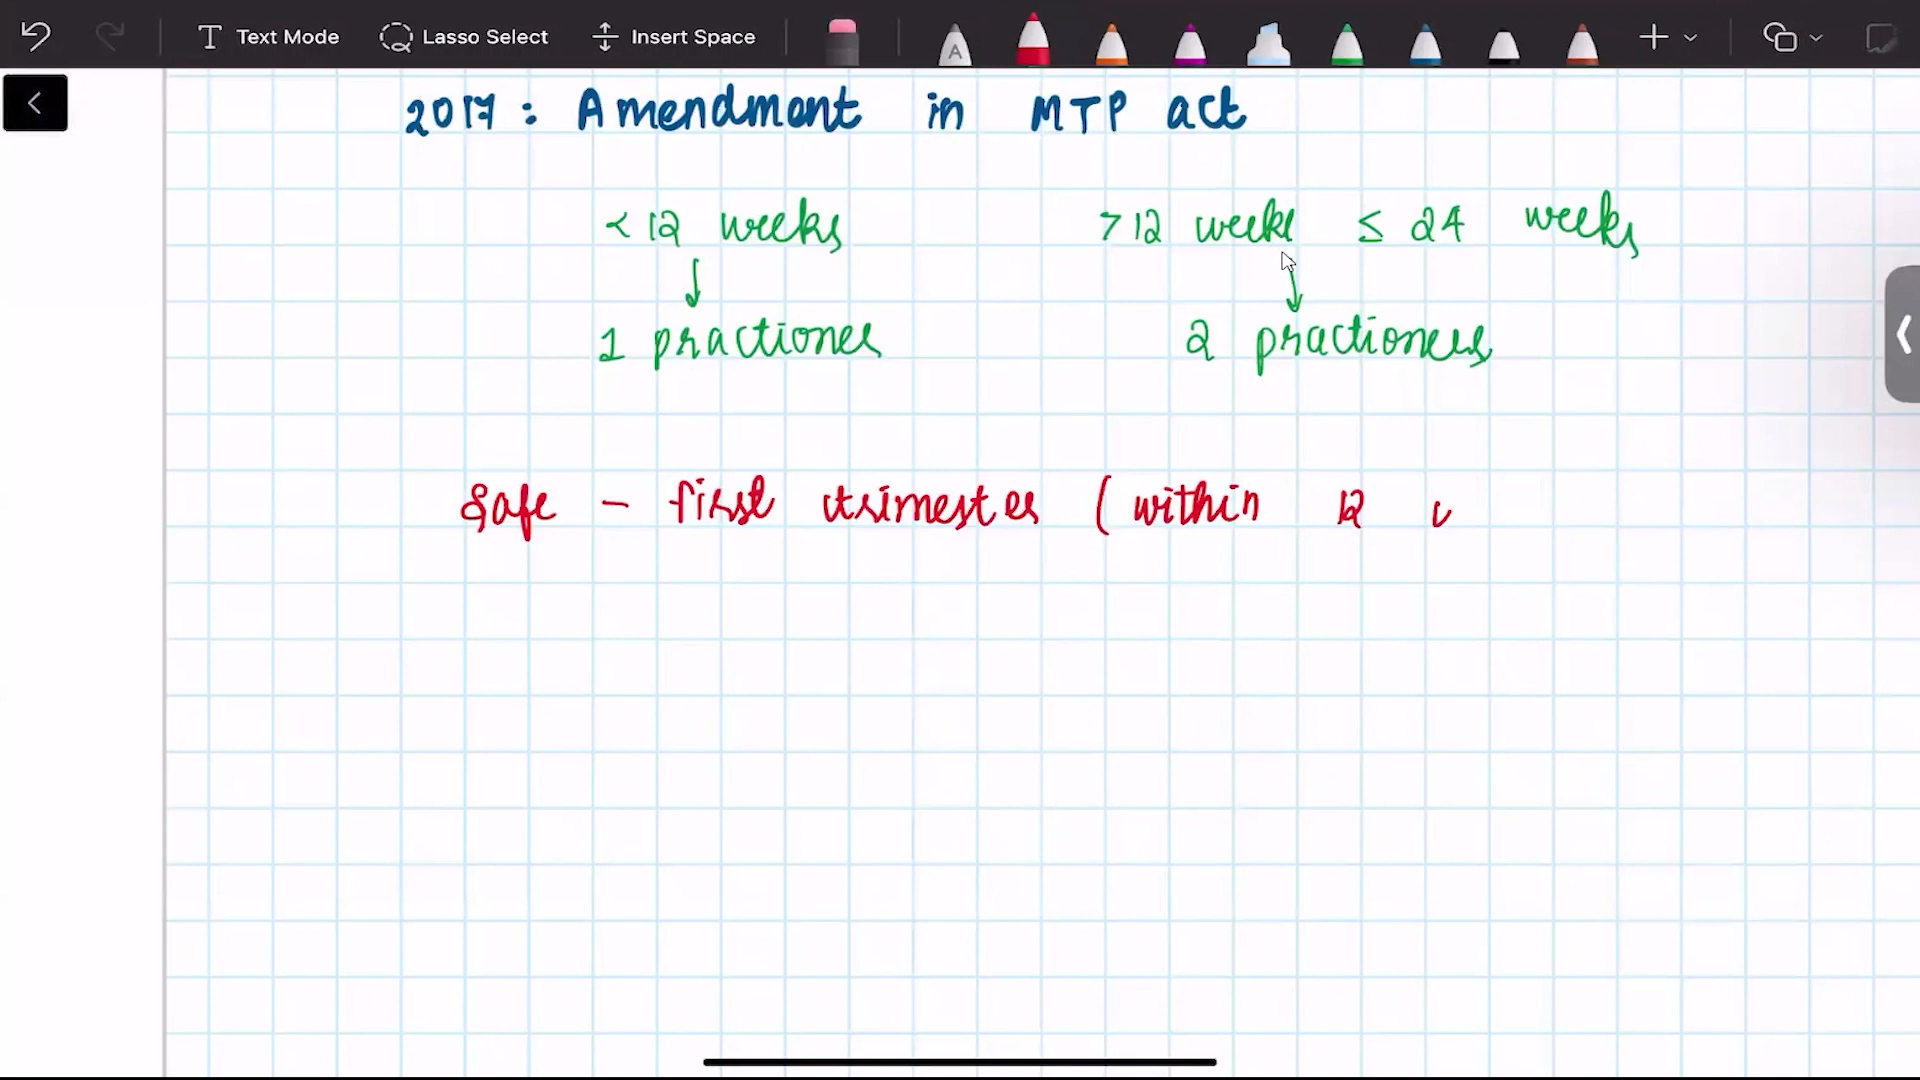 Text Mode Lasso Select Insert Space
A
2017 : Amendment in MTP act
< 12 weeks > 12 weeks ≤ 24 weeks
↓ ↓
1 practioner 2 practioners
Safe - first trimester ( within 12